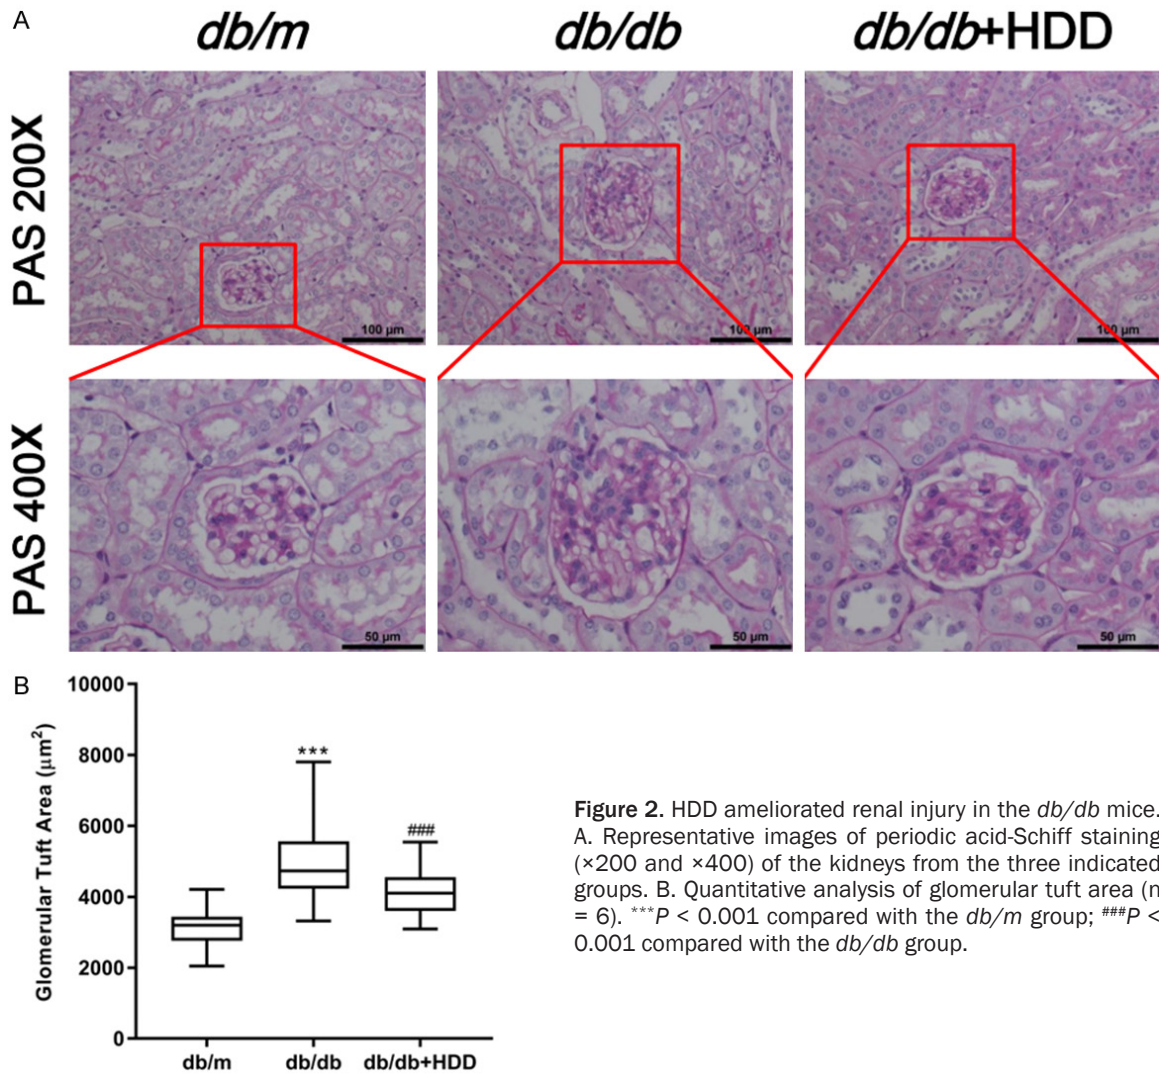 A
db/m db/db db/db+HDD
PAS 200X
100 µm 100 µm 100 µm
PAS 400X
50 µm 50 µm 50 µm
B
Glomerular Tuft Area (µm²)
10000
8000
6000
4000
2000
0
***
###
db/m db/db db/db+HDD
Figure 2. HDD ameliorated renal injury in the db/db mice.
A. Representative images of periodic acid-Schiff staining
(×200 and ×400) of the kidneys from the three indicated
groups. B. Quantitative analysis of glomerular tuft area (n
= 6). ***P < 0.001 compared with the db/m group; ###P <
0.001 compared with the db/db group.